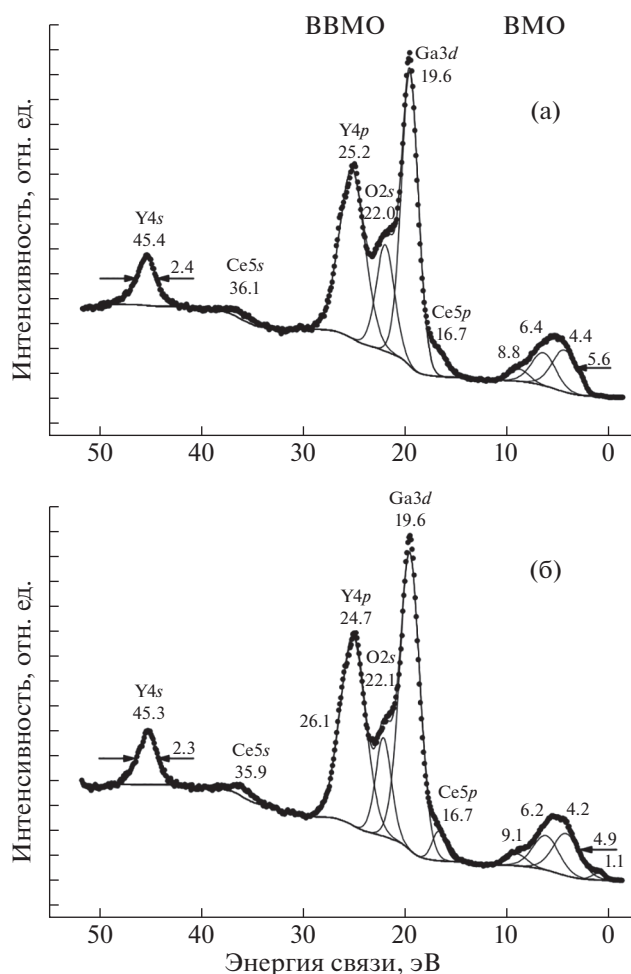 ВВМО ВМО
Ga3d
19.6
(а)
Y4p
25.2
O2s
22.0
Y4s
45.4
2.4
Ce5s
36.1
Ce5p
16.7
8.8
6.4
4.4
5.6
Интенсивность, отн. ед.
50 40 30 20 10 0
Ga3d
19.6
(б)
Y4p
24.7
O2s
22.1
26.1
Y4s
45.3
2.3
Ce5s
35.9
Ce5p
16.7
9.1
6.2
4.2
4.9
1.1
Интенсивность, отн. ед.
50 40 30 20 10 0
Энергия связи, эВ